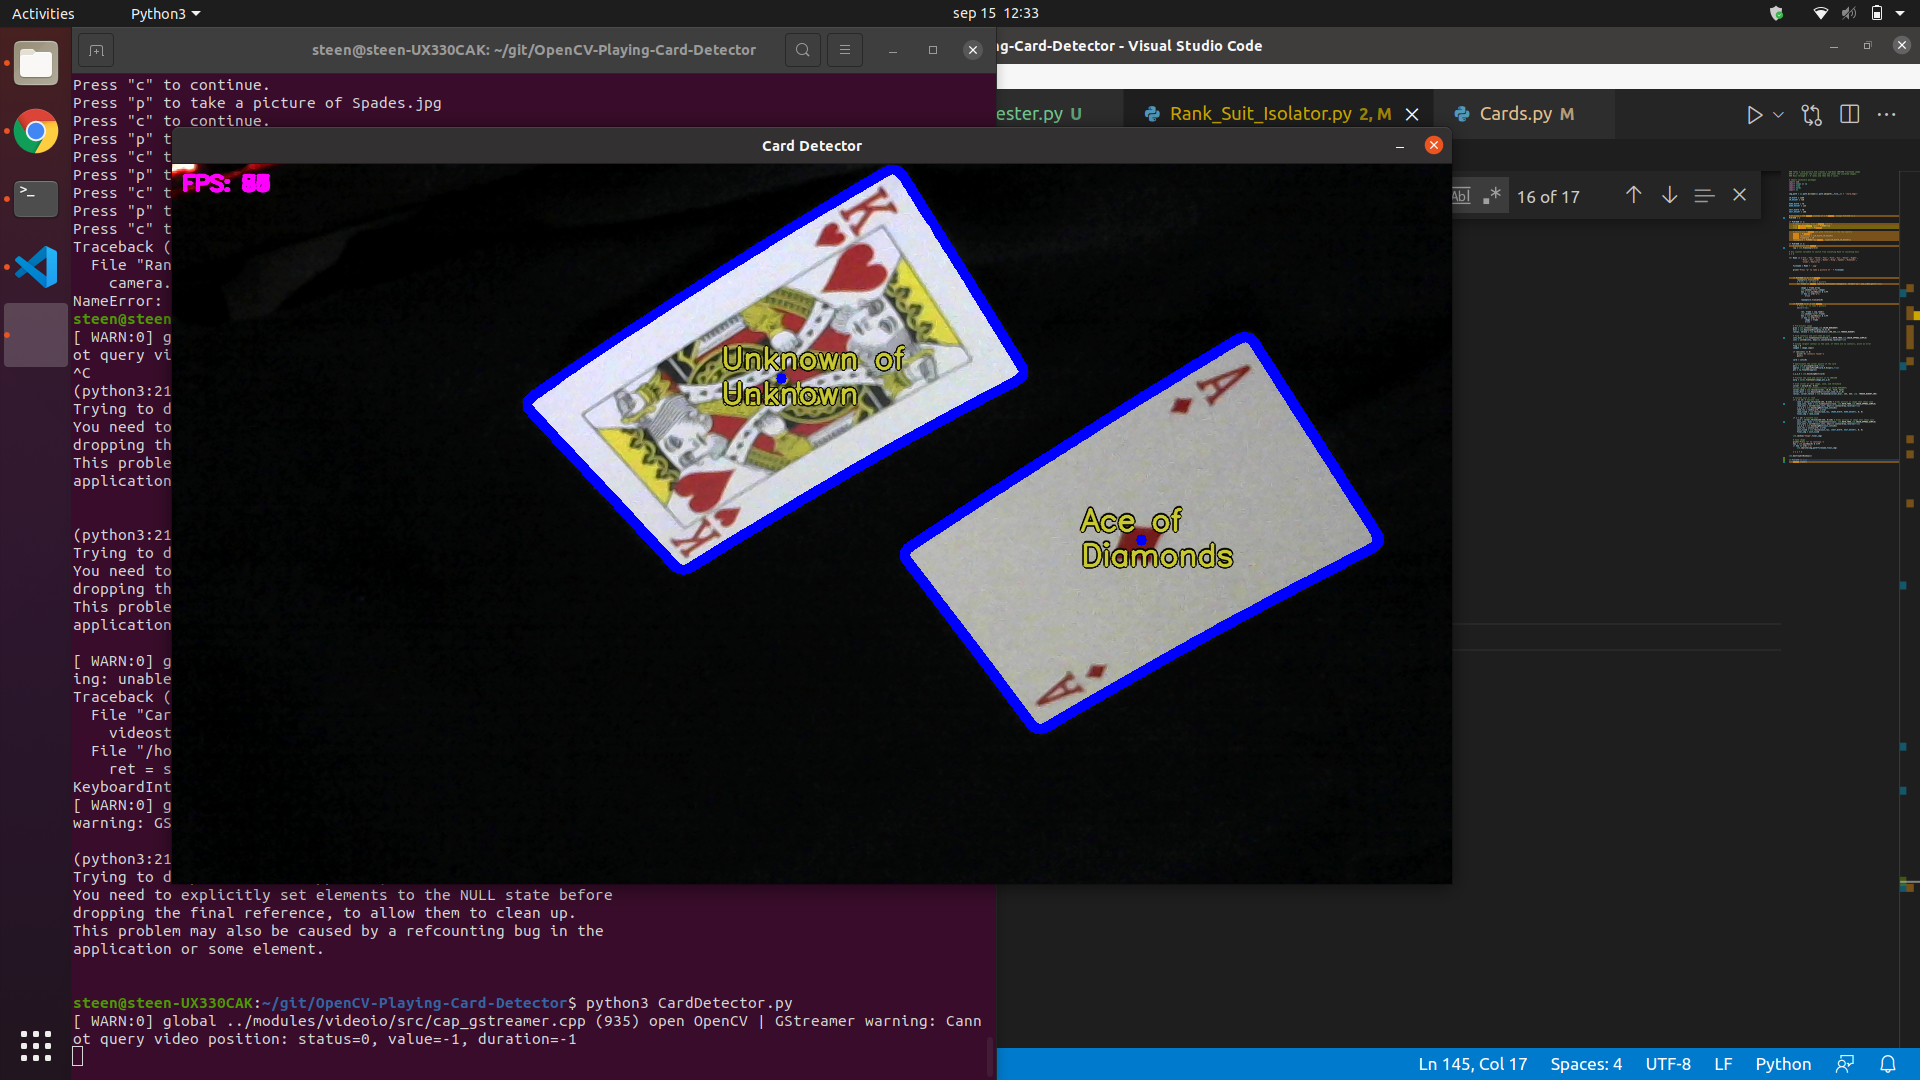 Activities
Python3
sep 15 12:33
steen@steen-UX330CAK: ~/git/OpenCV-Playing-Card-Detector
g-Card-Detector - Visual Studio Code
Press "c" to continue.
Press "p" to take a picture of Spades.jpg
Press "c" to continue.
Press "p" t
Press "c" t
Press "p" t
Press "c" t
Press "p" t
Press "c" t
Traceback (
File "Ran
camera.
NameError:
steen@steen
[ WARN:0] g
ot query vi
^C
(python3:21
Trying to d
You need to
dropping th
This proble
application
(python3:21
Trying to d
You need to
dropping th
This proble
application
[ WARN:0] g
ing: unable
Traceback (
File "Car
videost
File "/ho
ret = s
KeyboardInt
[ WARN:0] g
warning: GS
(python3:21
Trying to d
You need to explicitly set elements to the NULL state before
dropping the final reference, to allow them to clean up.
This problem may also be caused by a refcounting bug in the
application or some element.
steen@steen-UX330CAK:~/git/OpenCV-Playing-Card-Detector$ python3 CardDetector.py
[ WARN:0] global ../modules/videoio/src/cap_gstreamer.cpp (935) open OpenCV | GStreamer warning: Cann
ot query video position: status=0, value=-1, duration=-1
ester.py U
Rank_Suit_Isolator.py 2, M
Cards.py M
Abl
16 of 17
Card Detector
FPS:
K
Unknown of
Unknown
K
A
Ace of
Diamonds
A
Ln 145, Col 17
Spaces: 4
UTF-8
LF
Python